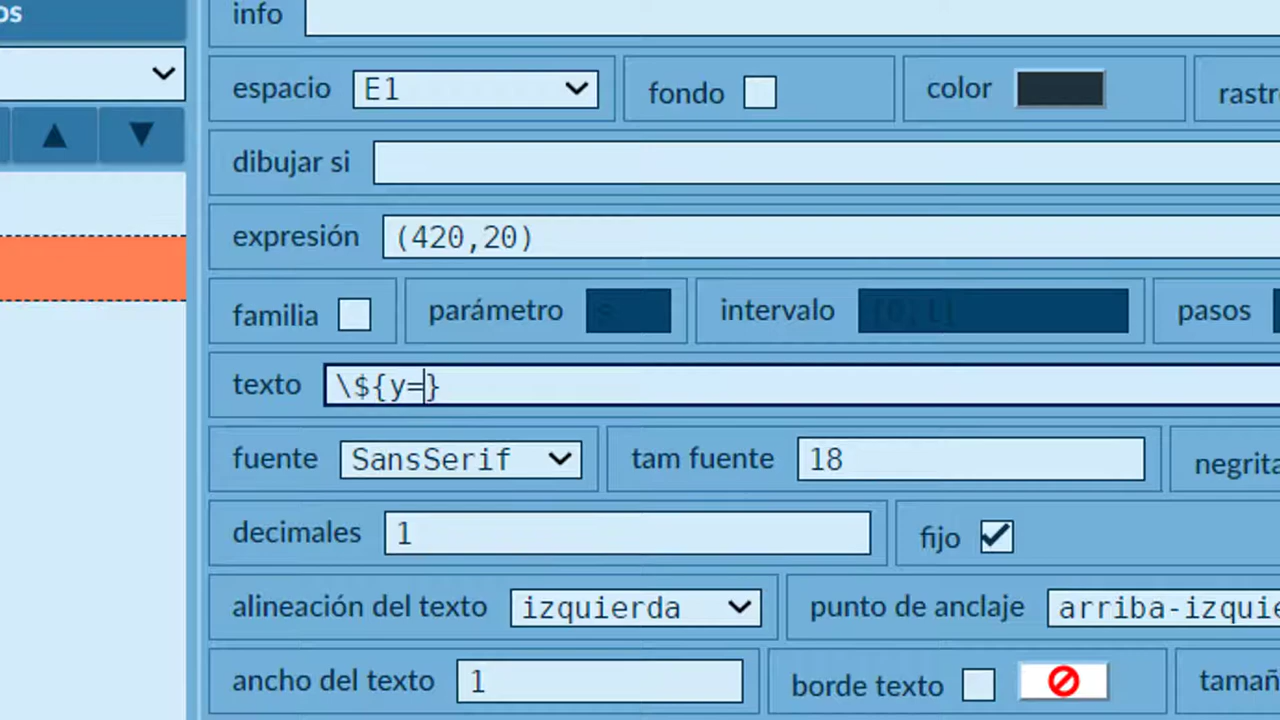 os
info
espacio E1 fondo color rastr
dibujar si
expresión (420,20)
familia parámetro s intervalo [0,1] pasos
texto \${y=}
fuente SansSerif tam fuente 18 negrita
decimales 1 fijo
alineación del texto izquierda punto de anclaje arriba-izquie
ancho del texto 1 borde texto tamañ